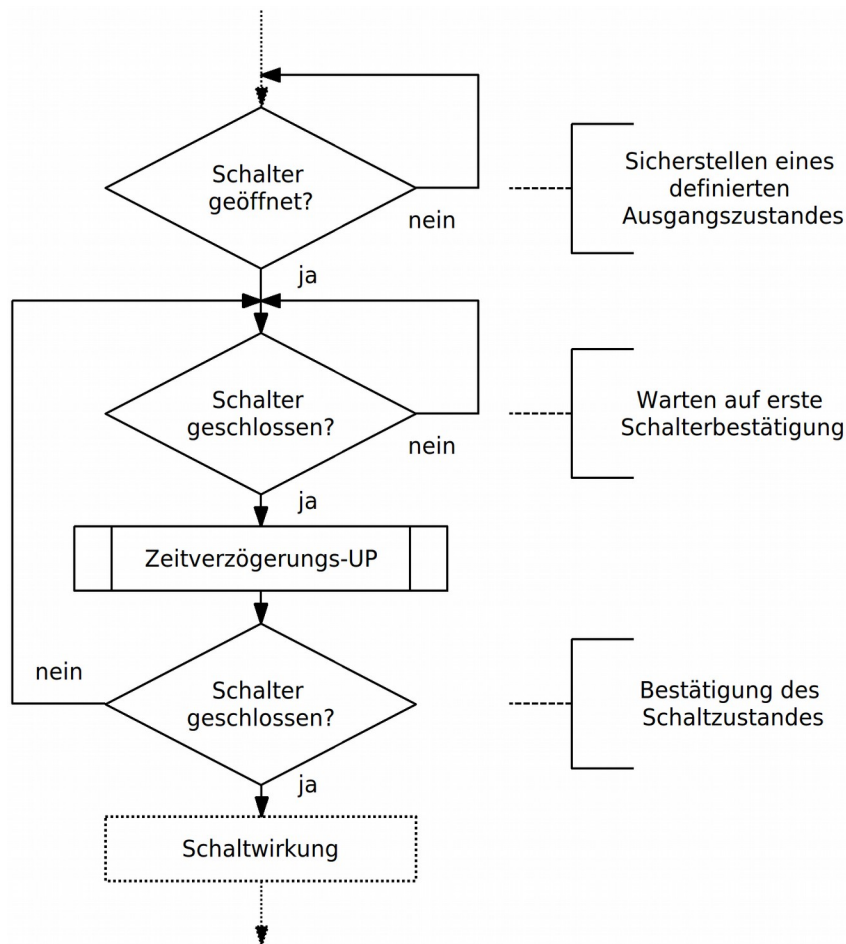 Schalter
geöffnet?
nein
ja
Sicherstellen eines
definierten
Ausgangszustandes
Schalter
geschlossen?
nein
ja
Warten auf erste
Schalterbestätigung
Zeitverzögerungs-UP
nein
Schalter
geschlossen?
ja
Bestätigung des
Schaltzustandes
Schaltwirkung